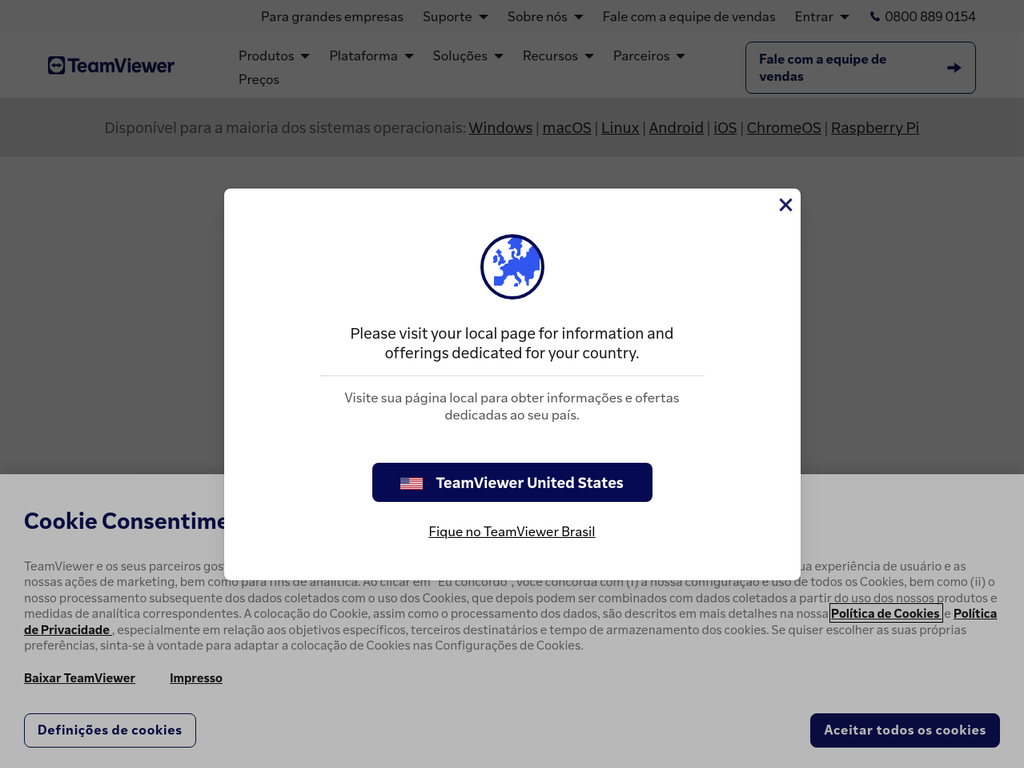 Para grandes empresas Suporte Sobre nós Fale com a equipe de vendas Entrar 0800 889 0154
TeamViewer
Produtos Plataforma Soluções Recursos Parceiros
Preços
Fale com a equipe de
vendas
Disponível para a maioria dos sistemas operacionais: Windows | macOS | Linux | Android | iOS | ChromeOS | Raspberry Pi
Please visit your local page for information and
offerings dedicated for your country.
Visite sua página local para obter informações e ofertas
dedicadas ao seu país.
TeamViewer United States
Fique no TeamViewer Brasil
Cookie
TeamViewer e os seus parceiros experiência de usuário e as
nossas ações de marketing, bem como para fins de analítica. Ao clicar em "Eu concordo", você concorda com (i) a nossa configuração e uso de todos os Cookies, bem como (ii) o
nosso processamento subsequente dos dados coletados com o uso dos Cookies, que depois podem ser combinados com dados coletados a partir do uso dos nossos produtos e
medidas de analítica correspondentes. A colocação do Cookie, assim como o processamento dos dados, são descritos em mais detalhes na nossa Política de Cookies e Política
de Privacidade , especialmente em relação aos objetivos específicos, terceiros destinatários e tempo de armazenamento dos cookies. Se quiser escolher as suas próprias
preferências, sinta-se à vontade para adaptar a colocação de Cookies nas Configurações de Cookies.
Baixar TeamViewer Impresso
Definições de cookies Aceitar todos os cookies